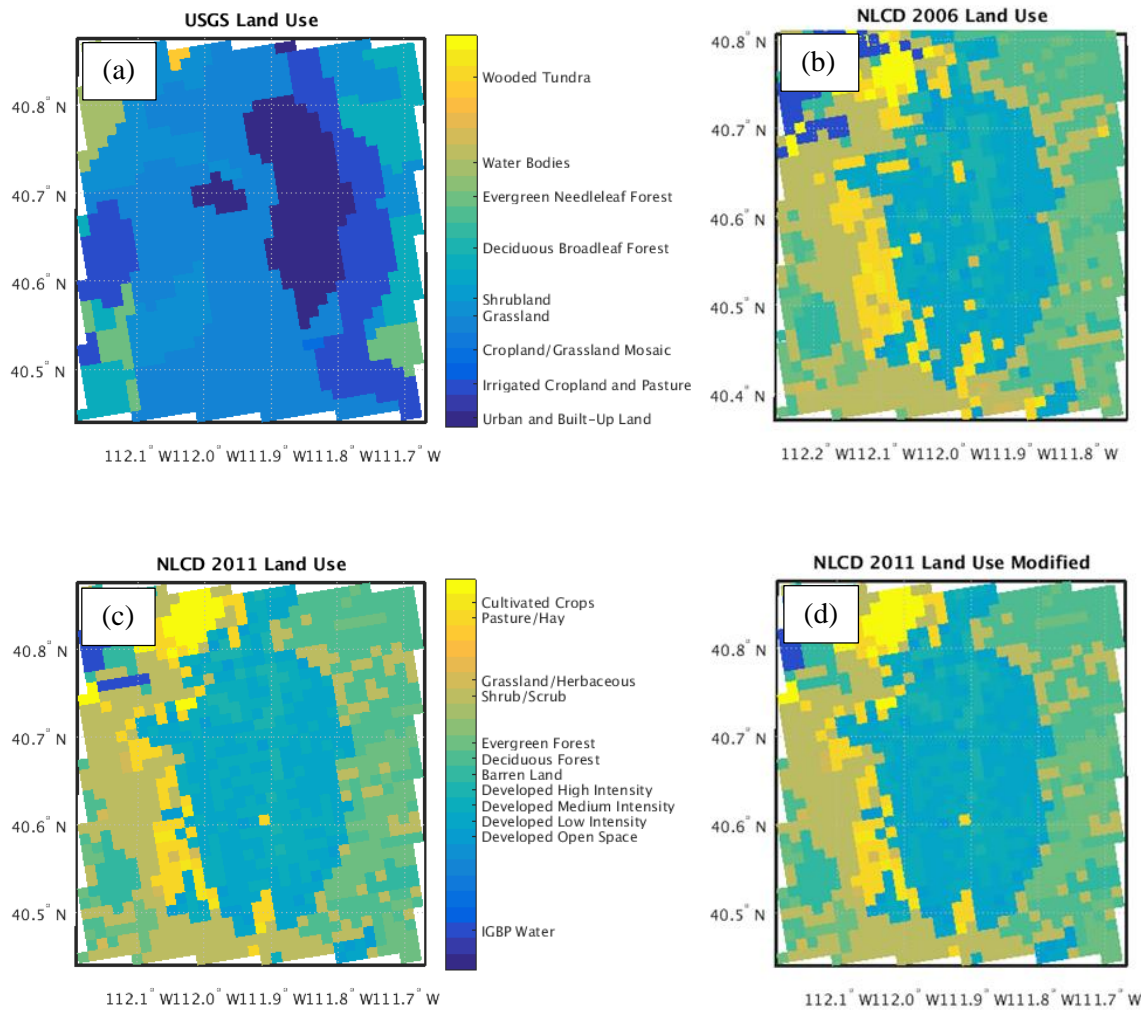 USGS Land Use
(a)
40.8° N
40.7° N
40.6° N
40.5° N
112.1° W112.0° W111.9° W111.8° W111.7° W
Wooded Tundra
Water Bodies
Evergreen Needleleaf Forest
Deciduous Broadleaf Forest
Shrubland
Grassland
Cropland/Grassland Mosaic
Irrigated Cropland and Pasture
Urban and Built-Up Land
NLCD 2006 Land Use
(b)
40.8° N
40.7° N
40.6° N
40.5° N
40.4° N
112.2° W112.1° W112.0° W111.9° W111.8° W
NLCD 2011 Land Use
(c)
40.8° N
40.7° N
40.6° N
40.5° N
112.1° W112.0° W111.9° W111.8° W111.7° W
Cultivated Crops
Pasture/Hay
Grassland/Herbaceous
Shrub/Scrub
Evergreen Forest
Deciduous Forest
Barren Land
Developed High Intensity
Developed Medium Intensity
Developed Low Intensity
Developed Open Space
IGBP Water
NLCD 2011 Land Use Modified
(d)
40.8° N
40.7° N
40.6° N
40.5° N
112.1° W112.0° W111.9° W111.8° W111.7° W